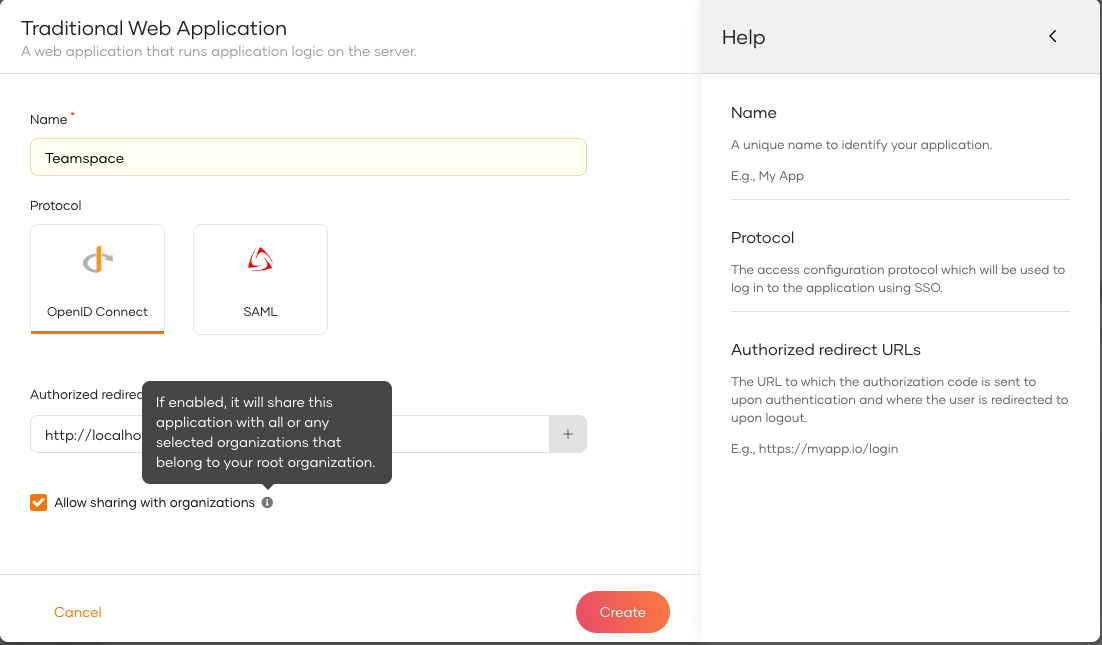 Traditional Web Application
A web application that runs application logic on the server.
Name *
Teamspace
Protocol
OpenID Connect
SAML
Authorized
If enabled, it will share this
application with all or any
selected organizations that
belong to your root organization.
+
Allow sharing with organizations
Cancel
Create
Help
Name
A unique name to identify your application.
E.g., My App
Protocol
The access configuration protocol which will be used to
log in to the application using SSO.
Authorized redirect URLs
The URL to which the authorization code is sent to
upon authentication and where the user is redirected to
upon logout.
E.g., https://myapp.io/login